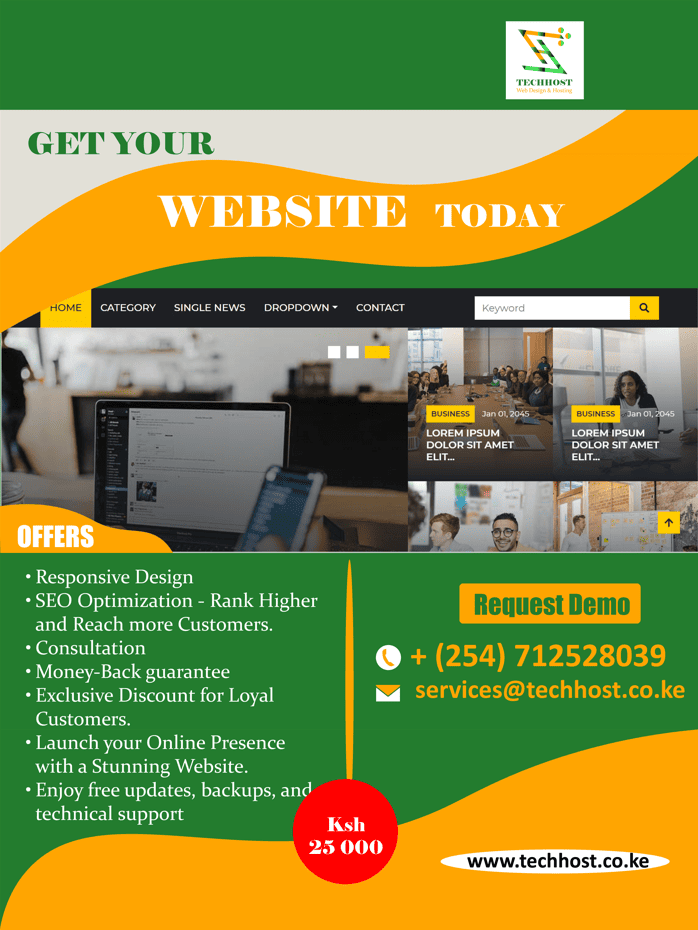 TECHHOST
Web Design & Hosting
GET YOUR
WEBSITE TODAY
HOME CATEGORY SINGLE NEWS DROPDOWN CONTACT Keyword
BUSINESS Jan 01, 2045
LOREM IPSUM
DOLOR SIT AMET
ELIT...
BUSINESS Jan 01, 2045
LOREM IPSUM
DOLOR SIT AMET
ELIT...
OFFERS
• Responsive Design
• SEO Optimization - Rank Higher
and Reach more Customers.
• Consultation
• Money-Back guarantee
• Exclusive Discount for Loyal
Customers.
• Launch your Online Presence
with a Stunning Website.
• Enjoy free updates, backups, and
technical support
Request Demo
+ (254) 712528039
services@techhost.co.ke
Ksh
25 000
www.techhost.co.ke